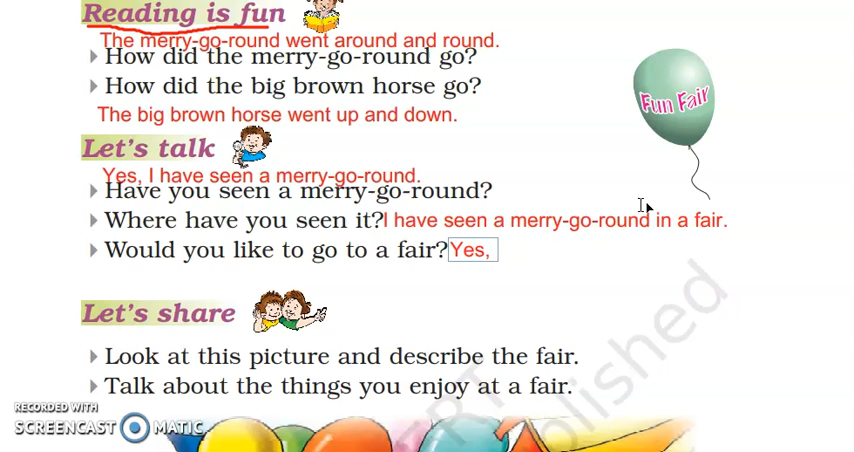 Reading is fun
The merry-go-round went around and round.
How did the merry-go-round go?
How did the big brown horse go?
The big brown horse went up and down.
Fun Fair
Let's talk
Yes, I have seen a merry-go-round.
Have you seen a merry-go-round?
Where have you seen it? I have seen a merry-go-round in a fair.
Would you like to go to a fair? Yes,
Let's share
Look at this picture and describe the fair.
Talk about the things you enjoy at a fair.
RECORDED WITH
SCREENCAST MATIC